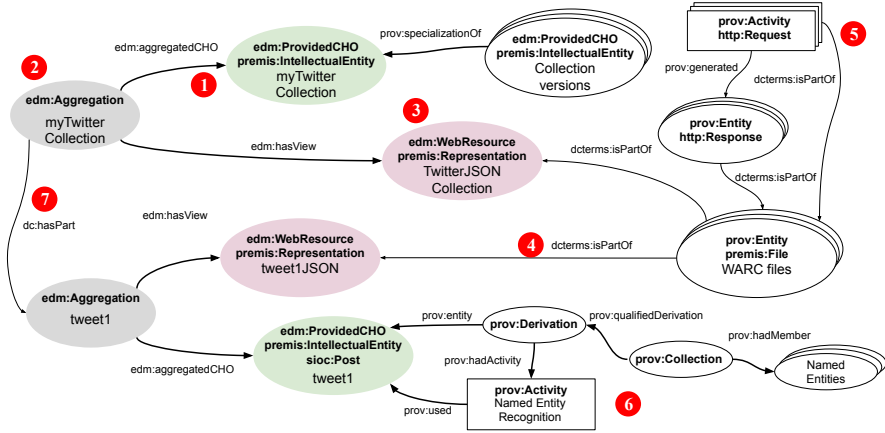 prov:Activity
http:Request
5
edm:aggregatedCHO
edm:ProvidedCHO
premis:IntellectualEntity
myTwitter
Collection
prov:specializationOf
edm:ProvidedCHO
premis:IntellectualEntity
Collection
versions
prov:generated
dcterms:isPartOf
2
1
edm:Aggregation
myTwitter
Collection
3
prov:Entity
http:Response
edm:hasView
edm:WebResource
premis:Representation
TwitterJSON
Collection
dcterms:isPartOf
dcterms:isPartOf
7
dc:hasPart
edm:hasView
edm:WebResource
premis:Representation
tweet1JSON
4
dcterms:isPartOf
prov:Entity
premis:File
WARC files
edm:Aggregation
tweet1
edm:aggregatedCHO
edm:ProvidedCHO
premis:IntellectualEntity
sioc:Post
tweet1
prov:entity
prov:Derivation
prov:qualifiedDerivation
prov:hadActivity
prov:Collection
prov:hadMember
Named
Entities
prov:used
prov:Activity
Named Entity
Recognition
6